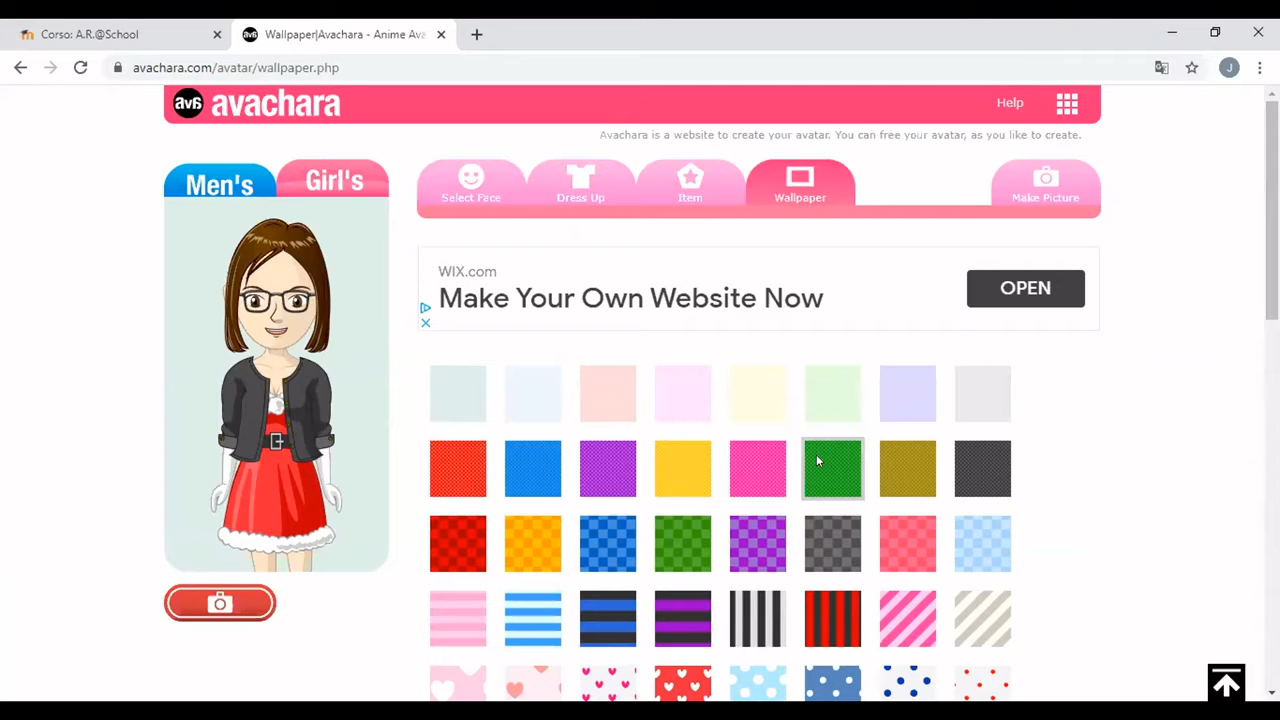 Corso: A.R.@School
Wallpaper|Avachara - Anime Ava
avachara.com/avatar/wallpaper.php
J
ava avachara
Help
Avachara is a website to create your avatar. You can free your avatar, as you like to create.
Men's
Girl's
Select Face
Dress Up
Item
Wallpaper
Make Picture
WIX.com
Make Your Own Website Now
OPEN